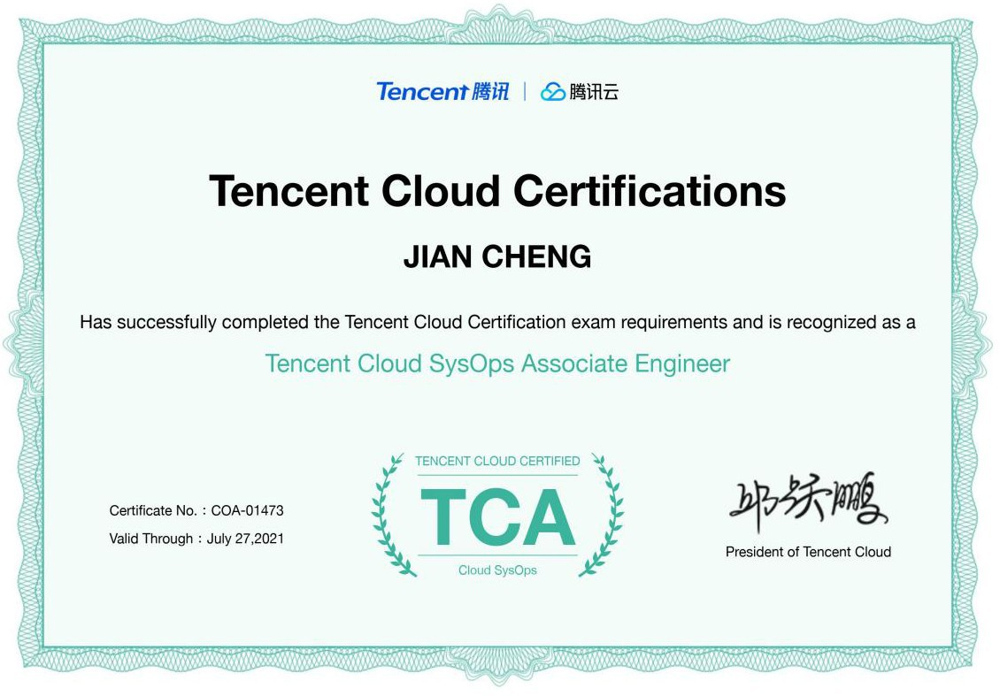 Tencent 腾讯 | 腾讯云
Tencent Cloud Certifications
JIAN CHENG
Has successfully completed the Tencent Cloud Certification exam requirements and is recognized as a
Tencent Cloud SysOps Associate Engineer
TENCENT CLOUD CERTIFIED
TCA
Cloud SysOps
Certificate No.：COA-01473
Valid Through：July 27,2021
邱跃鹏
President of Tencent Cloud